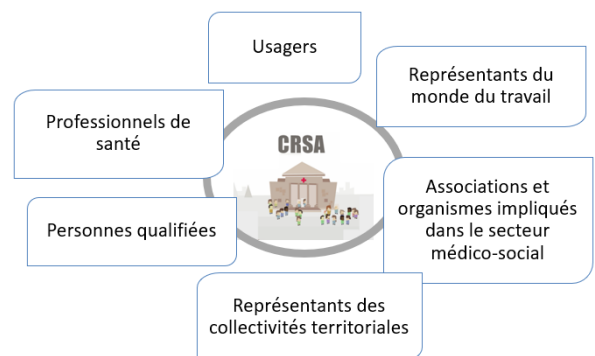 Usagers
Représentants du
monde du travail
Professionnels de
santé
CRSA
Associations et
organismes impliqués
dans le secteur
médico-social
Personnes qualifiées
Représentants des
collectivités territoriales